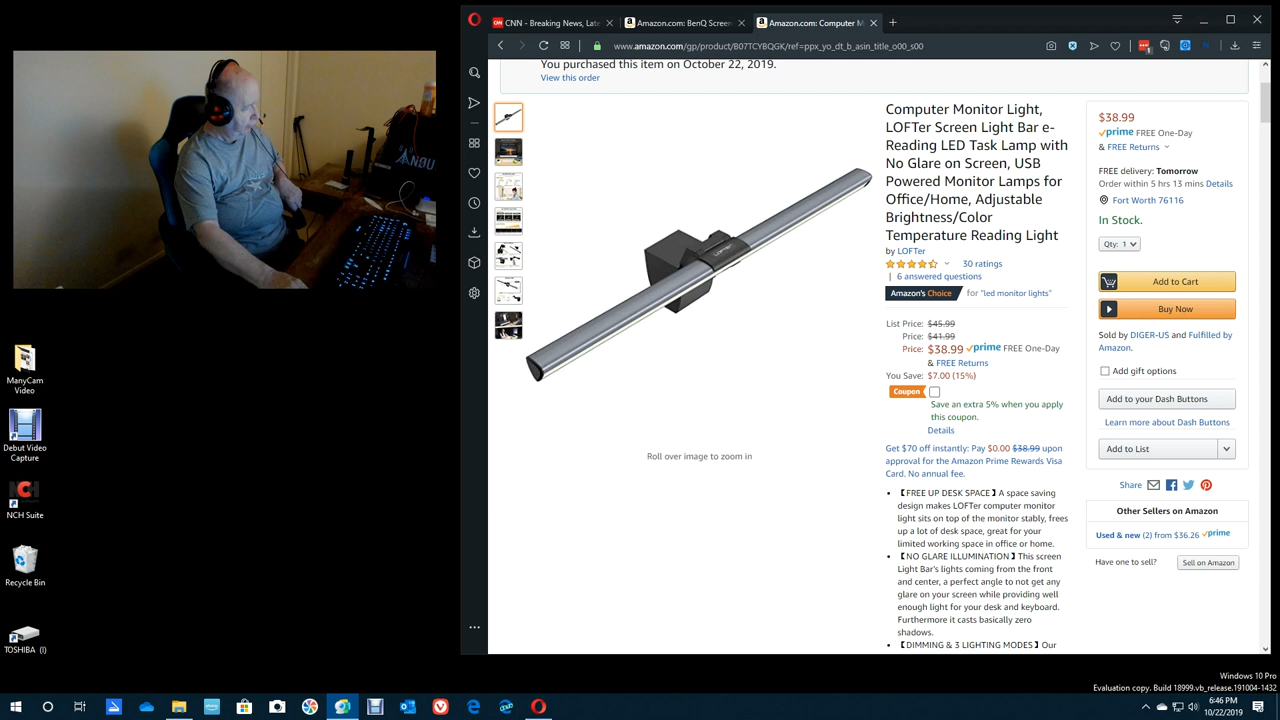 CNN - Breaking News, Late
Amazon.com: BenQ Screen
Amazon.com: Computer M
www.amazon.com/gp/product/B07TCYBQGK/ref=ppx_yo_dt_b_asin_title_o00_s00
You purchased this item on October 22, 2019.
View this order
Computer Monitor Light,
LOFTer Screen Light Bar e-
Reading LED Task Lamp with
No Glare on Screen, USB
Powered Monitor Lamps for
Office/Home, Adjustable
Brightness/Color
Temperature Reading Light
by LOFTer
30 ratings
| 6 answered questions
Amazon's Choice for "led monitor lights"
List Price: $45.99
Price: $41.99
Price: $38.99 prime FREE One-Day
& FREE Returns
You Save: $7.00 (15%)
Coupon
Save an extra 5% when you apply
this coupon.
Details
Get $70 off instantly: Pay $0.00 $38.99 upon
approval for the Amazon Prime Rewards Visa
Card. No annual fee.
• 【FREE UP DESK SPACE】A space saving
design makes LOFTer computer monitor
light sits on top of the monitor stably, frees
up a lot of desk space, great for your
limited working space in office or home.
• 【NO GLARE ILLUMINATION】This screen
Light Bar's lights coming from the front
and center, a perfect angle to not get any
glare on your screen while providing well
enough light for your desk and keyboard.
Furthermore it casts basically zero
shadows.
• 【DIMMING & 3 LIGHTING MODES】Our
Roll over image to zoom in
$38.99
prime FREE One-Day
& FREE Returns
FREE delivery: Tomorrow
Order within 5 hrs 13 mins Details
Fort Worth 76116
In Stock.
Qty: 1
Add to Cart
Buy Now
Sold by DIGER-US and Fulfilled by
Amazon.
Add gift options
Add to your Dash Buttons
Learn more about Dash Buttons
Add to List
Share
Other Sellers on Amazon
Used & new (2) from $36.26 prime
Have one to sell?
Sell on Amazon
ManyCam
Video
Debut Video
Capture
NCH Suite
Recycle Bin
TOSHIBA (I)
Windows 10 Pro
Evaluation copy. Build 18999.vb_release.191004-1432
6:46 PM
10/22/2019